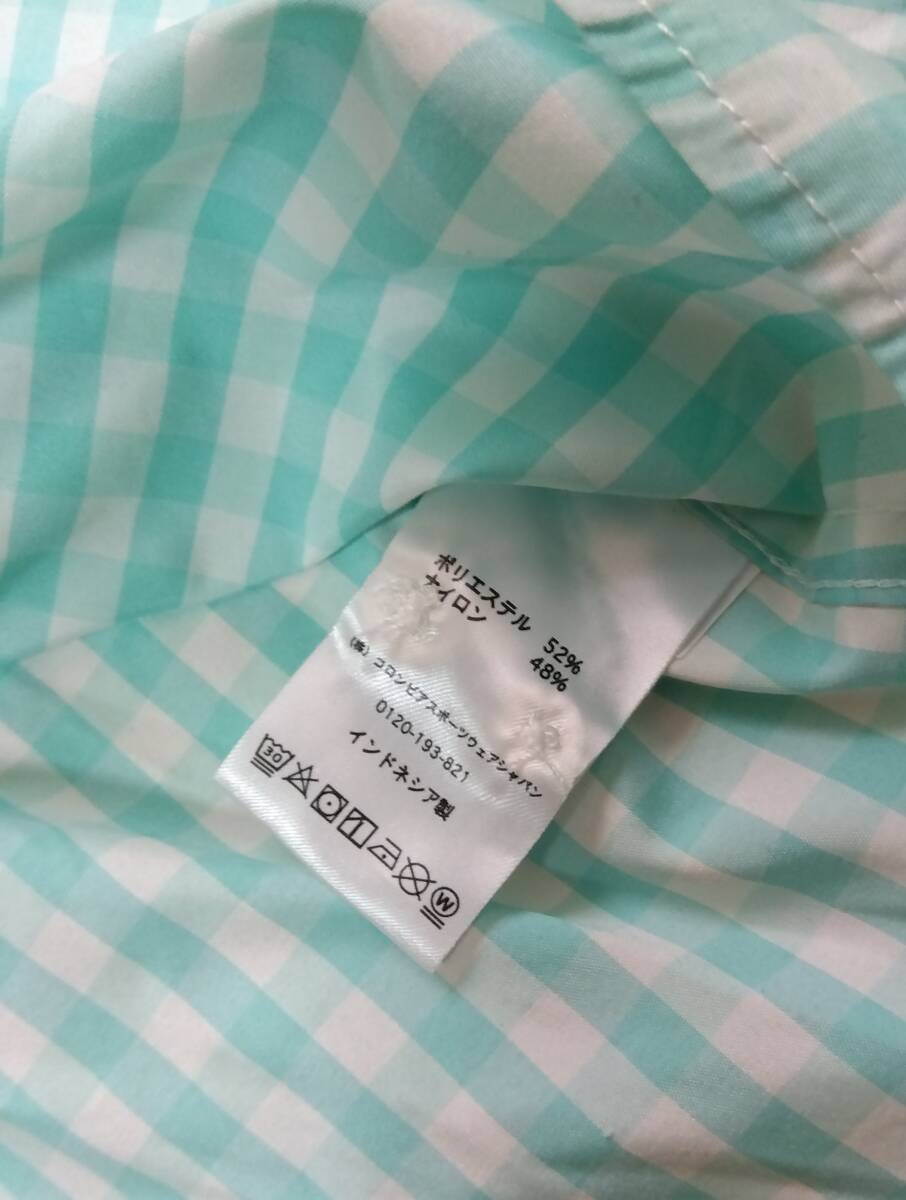 ポリエステル 52%
ナイロン 48%
(株)コロンビアスポーツウェアジャパン
0120-193-821
インドネシア製
30
W